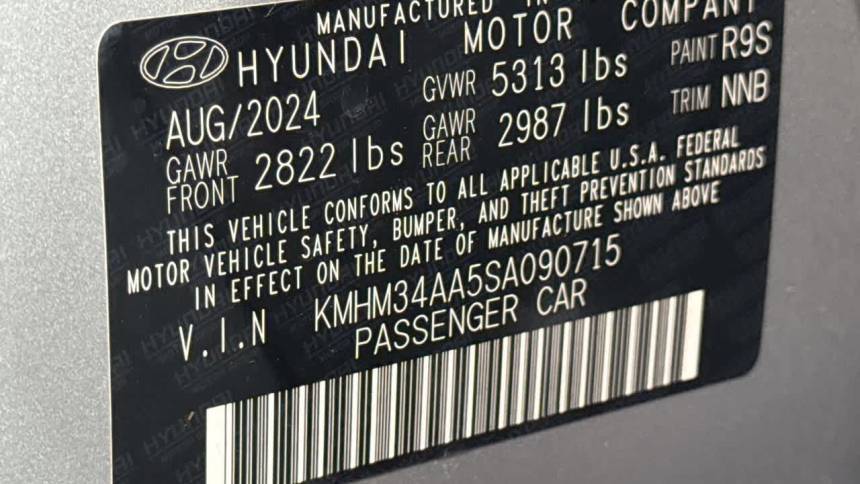 MANUFACTURED IN
HYUNDAI MOTOR COMPANY
AUG/2024 GVWR 5313 lbs PAINT R9S
GAWR FRONT 2822 lbs GAWR REAR 2987 lbs TRIM NNB
THIS VEHICLE CONFORMS TO ALL APPLICABLE U.S.A. FEDERAL
MOTOR VEHICLE SAFETY, BUMPER, AND THEFT PREVENTION STANDARDS
IN EFFECT ON THE DATE OF MANUFACTURE SHOWN ABOVE
V.I.N KMHM34AA5SA090715
PASSENGER CAR